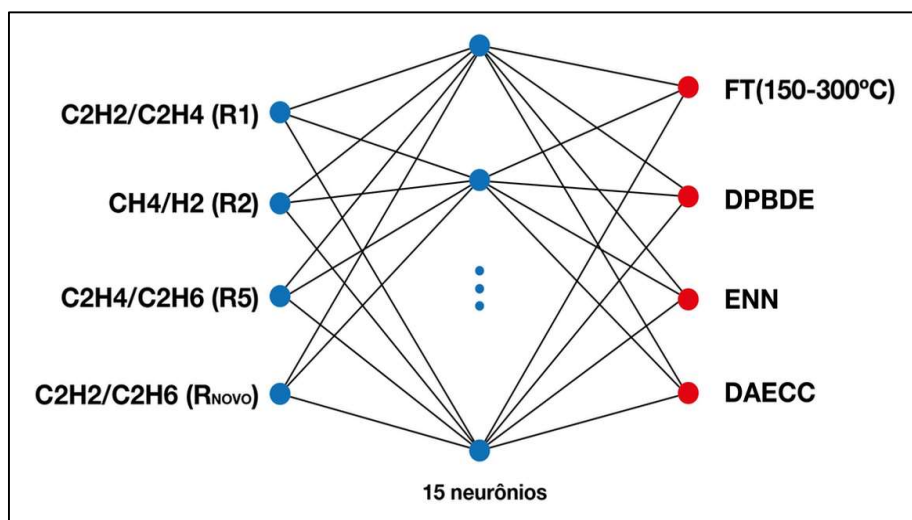 C2H2/C2H4 (R1)
CH4/H2 (R2)
C2H4/C2H6 (R5)
C2H2/C2H6 (RNOVO)
15 neurônios
FT(150-300ºC)
DPBDE
ENN
DAECC